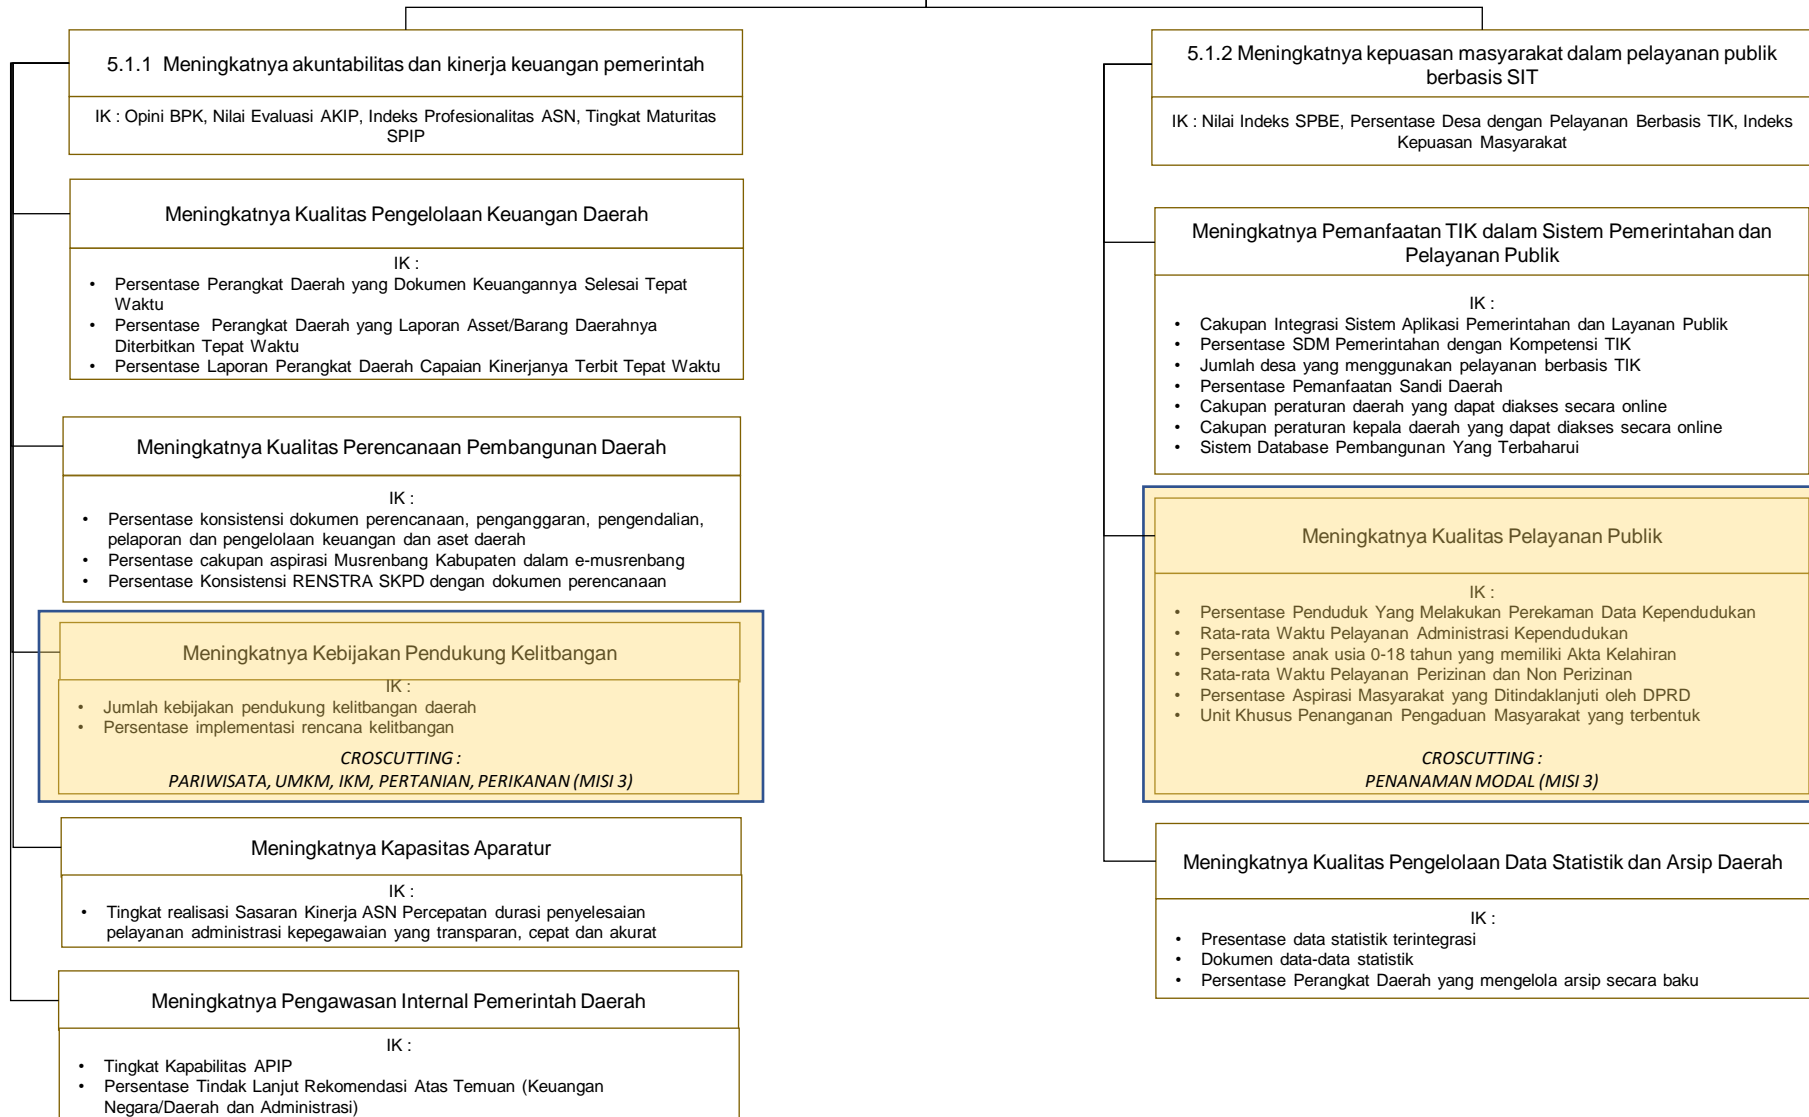 5.1.1 Meningkatnya akuntabilitas dan kinerja keuangan pemerintah
IK : Opini BPK, Nilai Evaluasi AKIP, Indeks Profesionalitas ASN, Tingkat Maturitas
SPIP
Meningkatnya Kualitas Pengelolaan Keuangan Daerah
IK :
• Persentase Perangkat Daerah yang Dokumen Keuangannya Selesai Tepat
Waktu
• Persentase Perangkat Daerah yang Laporan Asset/Barang Daerahnya
Diterbitkan Tepat Waktu
• Persentase Laporan Perangkat Daerah Capaian Kinerjanya Terbit Tepat Waktu
Meningkatnya Kualitas Perencanaan Pembangunan Daerah
IK :
• Persentase konsistensi dokumen perencanaan, penganggaran, pengendalian,
pelaporan dan pengelolaan keuangan dan aset daerah
• Persentase cakupan aspirasi Musrenbang Kabupaten dalam e-musrenbang
• Persentase Konsistensi RENSTRA SKPD dengan dokumen perencanaan
Meningkatnya Kebijakan Pendukung Kelitbangan
IK :
• Jumlah kebijakan pendukung kelitbangan daerah
• Persentase implementasi rencana kelitbangan
CROSCUTTING :
PARIWISATA, UMKM, IKM, PERTANIAN, PERIKANAN (MISI 3)
Meningkatnya Kapasitas Aparatur
IK :
• Tingkat realisasi Sasaran Kinerja ASN Percepatan durasi penyelesaian
pelayanan administrasi kepegawaian yang transparan, cepat dan akurat
Meningkatnya Pengawasan Internal Pemerintah Daerah
IK :
• Tingkat Kapabilitas APIP
• Persentase Tindak Lanjut Rekomendasi Atas Temuan (Keuangan
Negara/Daerah dan Administrasi)
5.1.2 Meningkatnya kepuasan masyarakat dalam pelayanan publik
berbasis SIT
IK : Nilai Indeks SPBE, Persentase Desa dengan Pelayanan Berbasis TIK, Indeks
Kepuasan Masyarakat
Meningkatnya Pemanfaatan TIK dalam Sistem Pemerintahan dan
Pelayanan Publik
IK :
• Cakupan Integrasi Sistem Aplikasi Pemerintahan dan Layanan Publik
• Persentase SDM Pemerintahan dengan Kompetensi TIK
• Jumlah desa yang menggunakan pelayanan berbasis TIK
• Persentase Pemanfaatan Sandi Daerah
• Cakupan peraturan daerah yang dapat diakses secara online
• Cakupan peraturan kepala daerah yang dapat diakses secara online
• Sistem Database Pembangunan Yang Terbaharui
Meningkatnya Kualitas Pelayanan Publik
IK :
• Persentase Penduduk Yang Melakukan Perekaman Data Kependudukan
• Rata-rata Waktu Pelayanan Administrasi Kependudukan
• Persentase anak usia 0-18 tahun yang memiliki Akta Kelahiran
• Rata-rata Waktu Pelayanan Perizinan dan Non Perizinan
• Persentase Aspirasi Masyarakat yang Ditindaklanjuti oleh DPRD
• Unit Khusus Penanganan Pengaduan Masyarakat yang terbentuk
CROSCUTTING :
PENANAMAN MODAL (MISI 3)
Meningkatnya Kualitas Pengelolaan Data Statistik dan Arsip Daerah
IK :
• Presentase data statistik terintegrasi
• Dokumen data-data statistik
• Persentase Perangkat Daerah yang mengelola arsip secara baku